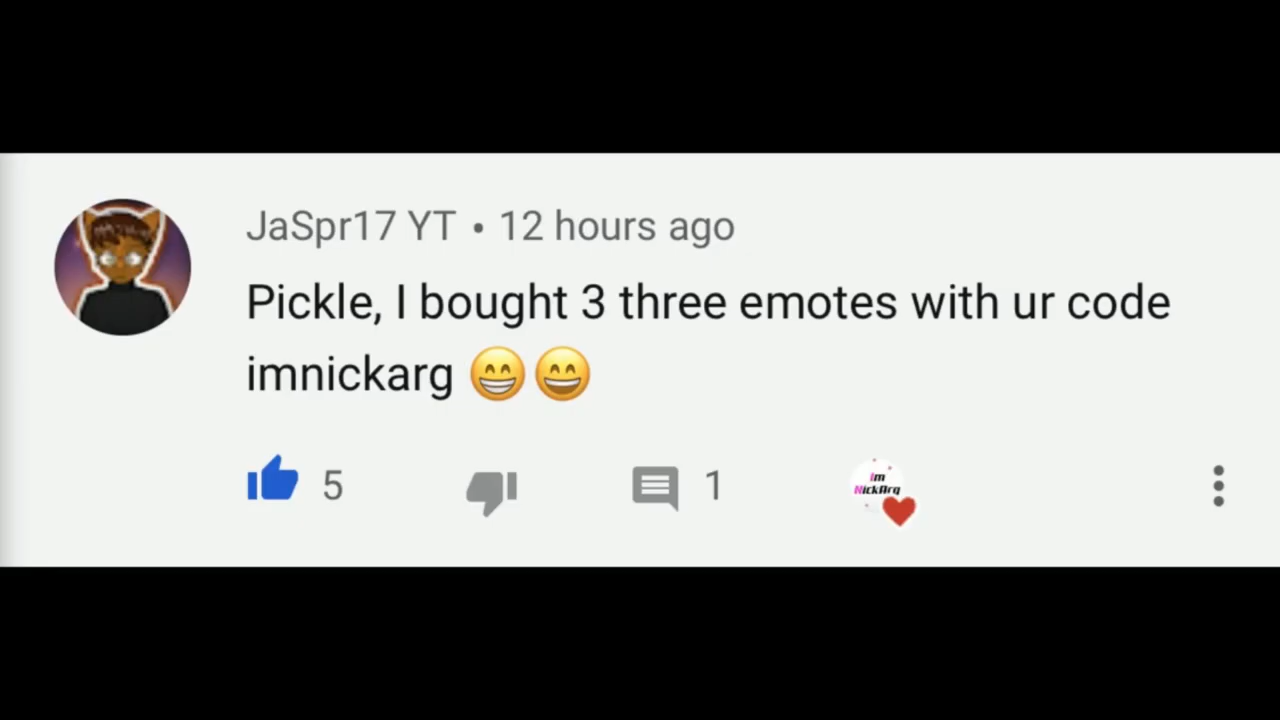 JaSpr17 YT • 12 hours ago
Pickle, I bought 3 three emotes with ur code
imnickarg 😁😄
5
1
im
NickArg